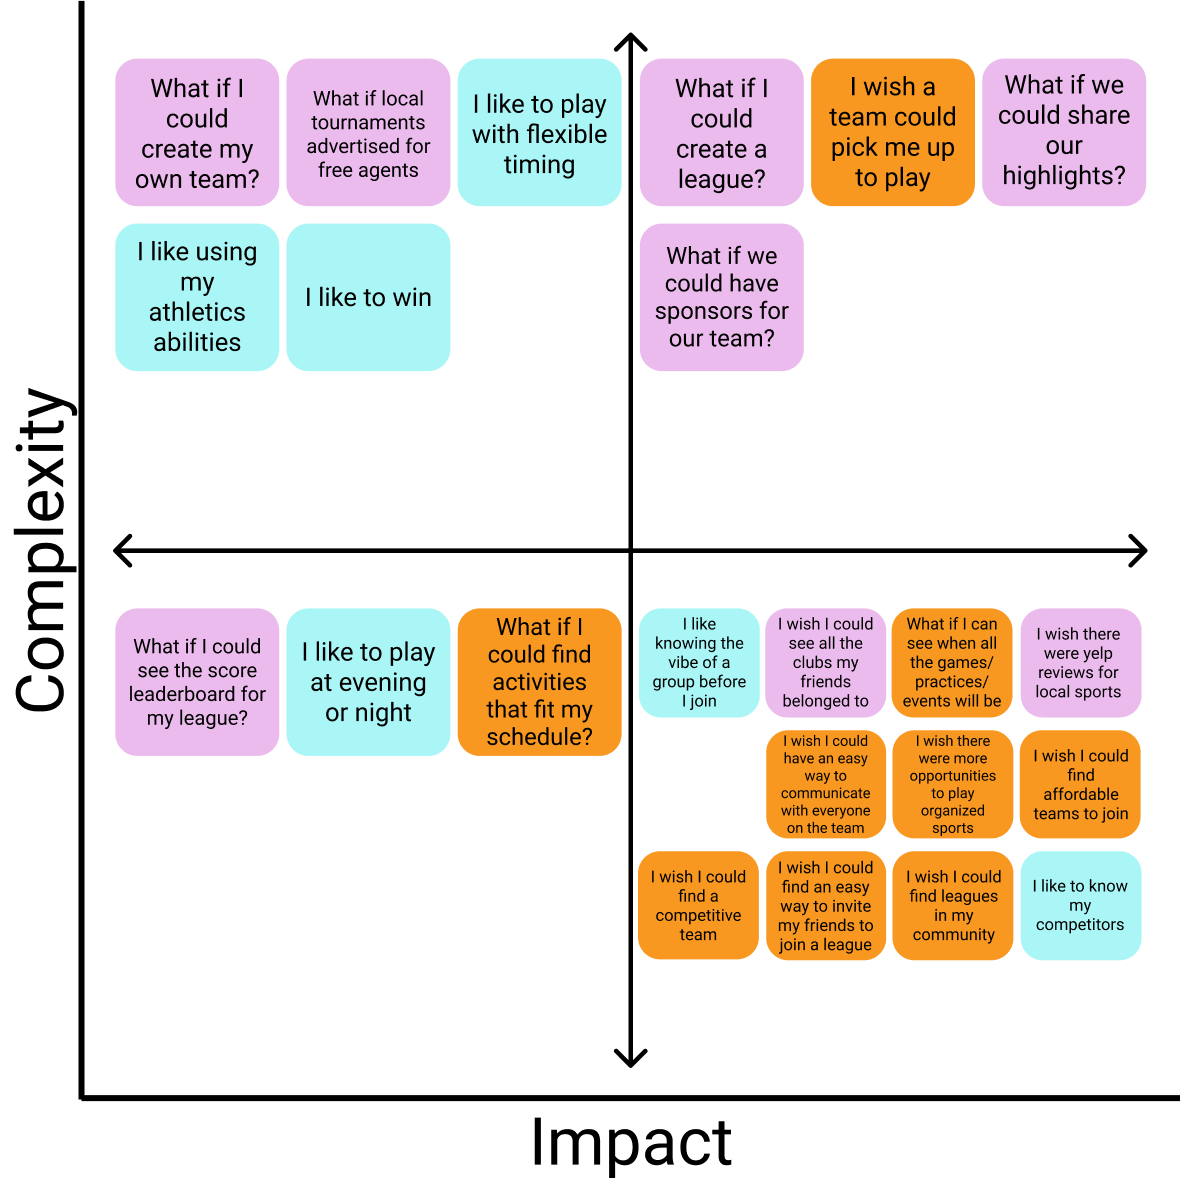 What if I
could
create my
own team?
What if local
tournaments
advertised for
free agents
I like to play
with flexible
timing
What if I
could
create a
league?
I wish a
team could
pick me up
to play
What if we
could share
our
highlights?
I like using
my
athletics
abilities
I like to win
What if we
could have
sponsors for
our team?
Complexity
What if I could
see the score
leaderboard for
my league?
I like to play
at evening
or night
What if I
could find
activities
that fit my
schedule?
I like
knowing the
vibe of a
group before
I join
I wish I could
see all the
clubs my
friends
belonged to
What if I can
see when all
the games/
practices/
events will be
I wish there
were yelp
reviews for
local sports
I wish I could
have an easy
way to
communicate
with everyone
on the team
I wish there
were more
opportunities
to play
organized
sports
I wish I could
find
affordable
teams to join
I wish I could
find a
competitive
team
I wish I could
find an easy
way to invite
my friends to
join a league
I wish I could
find leagues
in my
community
I like to know
my
competitors
Impact